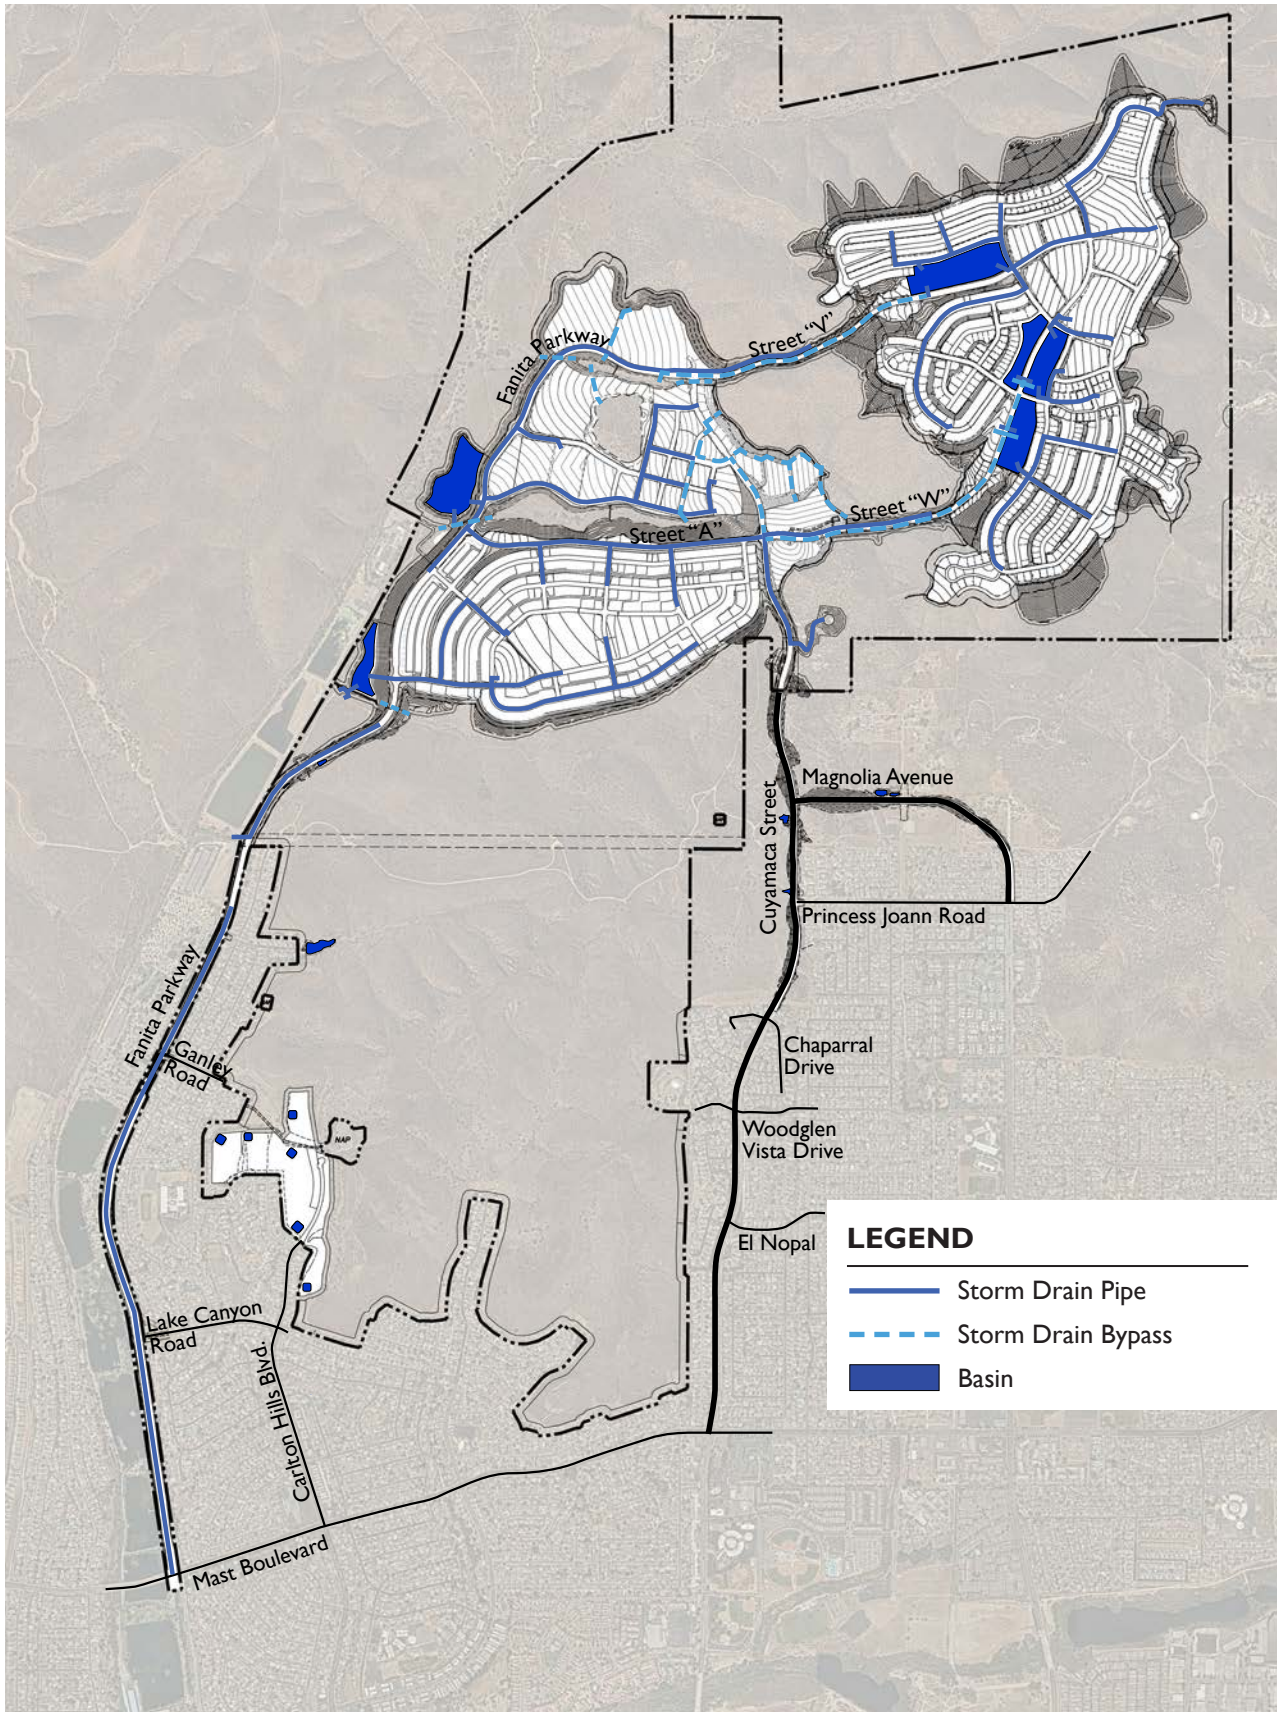 Street "V"
Fanita Parkway
Street "W"
Street "A"
Magnolia Avenue
Cuyamaca Street
Princess Joann Road
Fanita Parkway
Ganley
Road
Chaparral
Drive
NAP
Woodglen
Vista Drive
El Nopal
Lake Canyon
Road
Carlton Hills Blvd.
Mast Boulevard
LEGEND
Storm Drain Pipe
Storm Drain Bypass
Basin